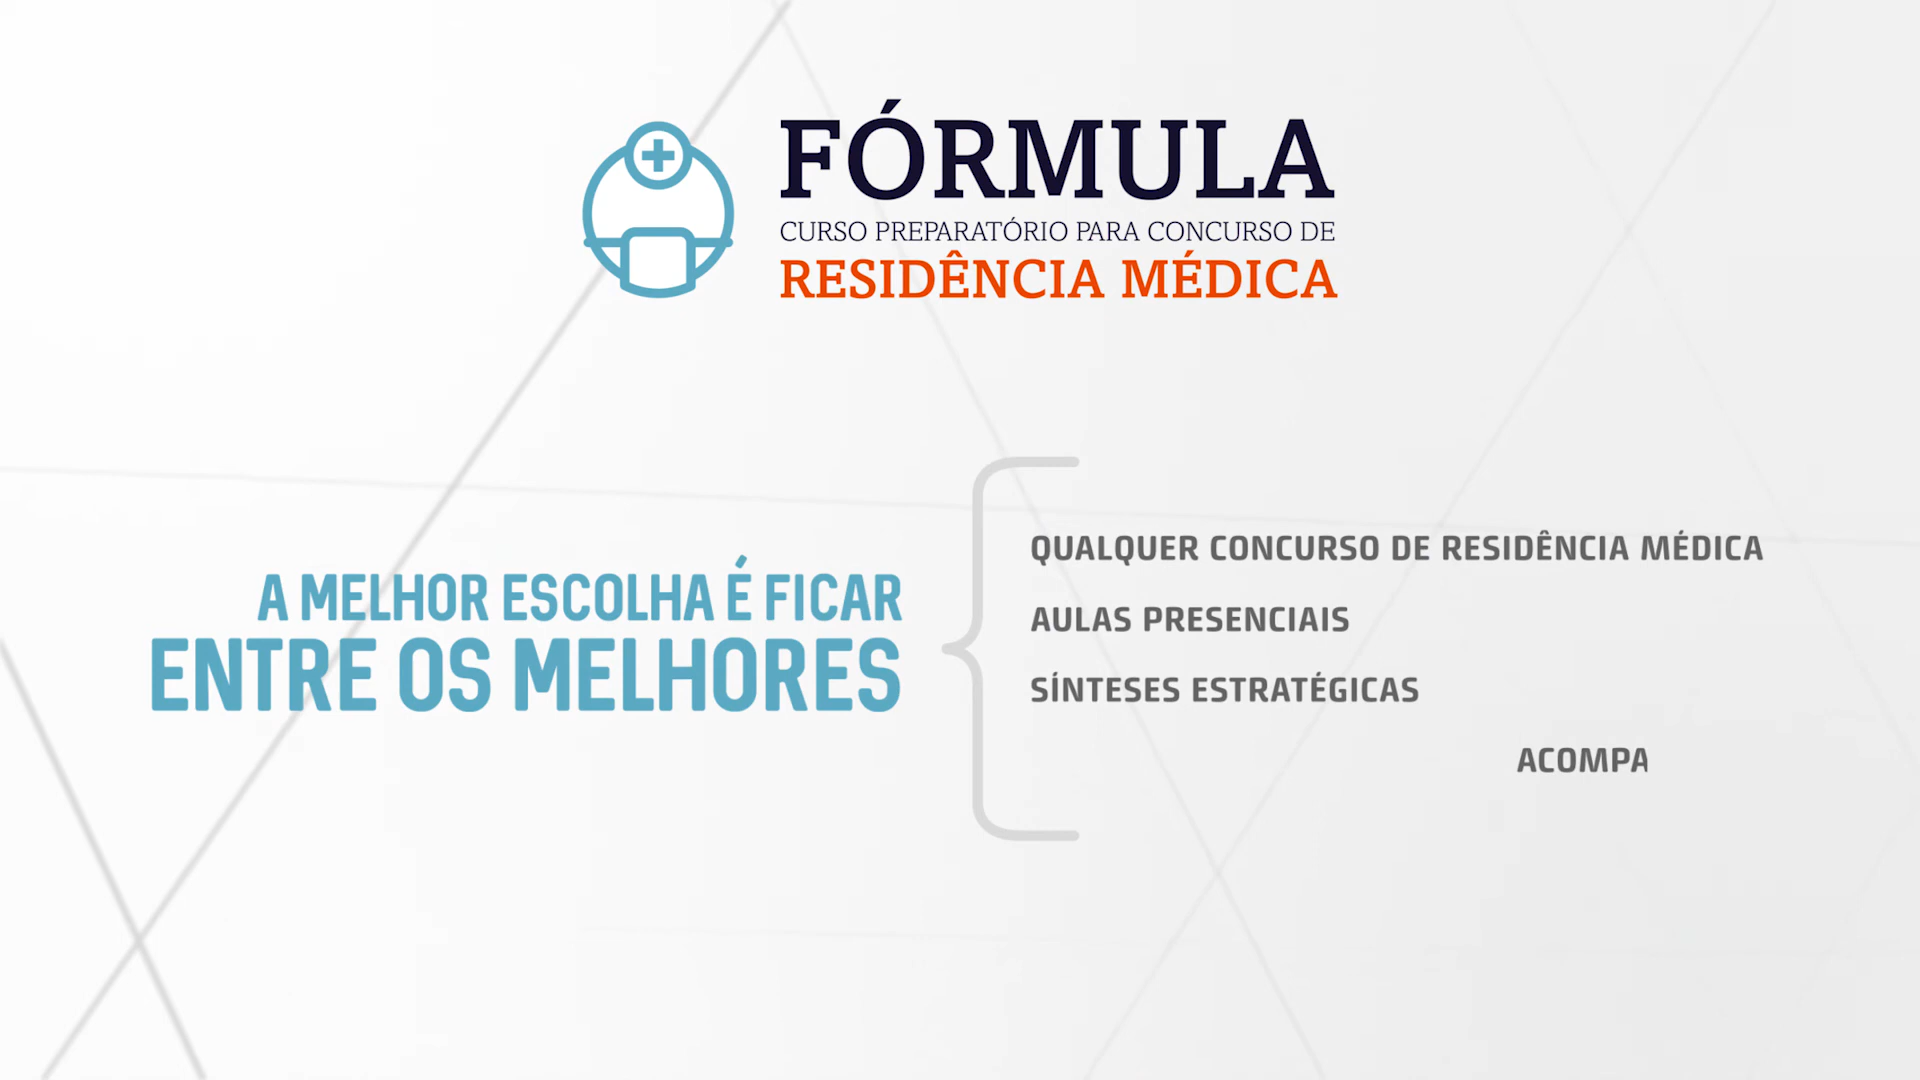 FÓRMULA
CURSO PREPARATÓRIO PARA CONCURSO DE
RESIDÊNCIA MÉDICA
A MELHOR ESCOLHA É FICAR
ENTRE OS MELHORES
QUALQUER CONCURSO DE RESIDÊNCIA MÉDICA
AULAS PRESENCIAIS
SÍNTESES ESTRATÉGICAS
ACOMPA